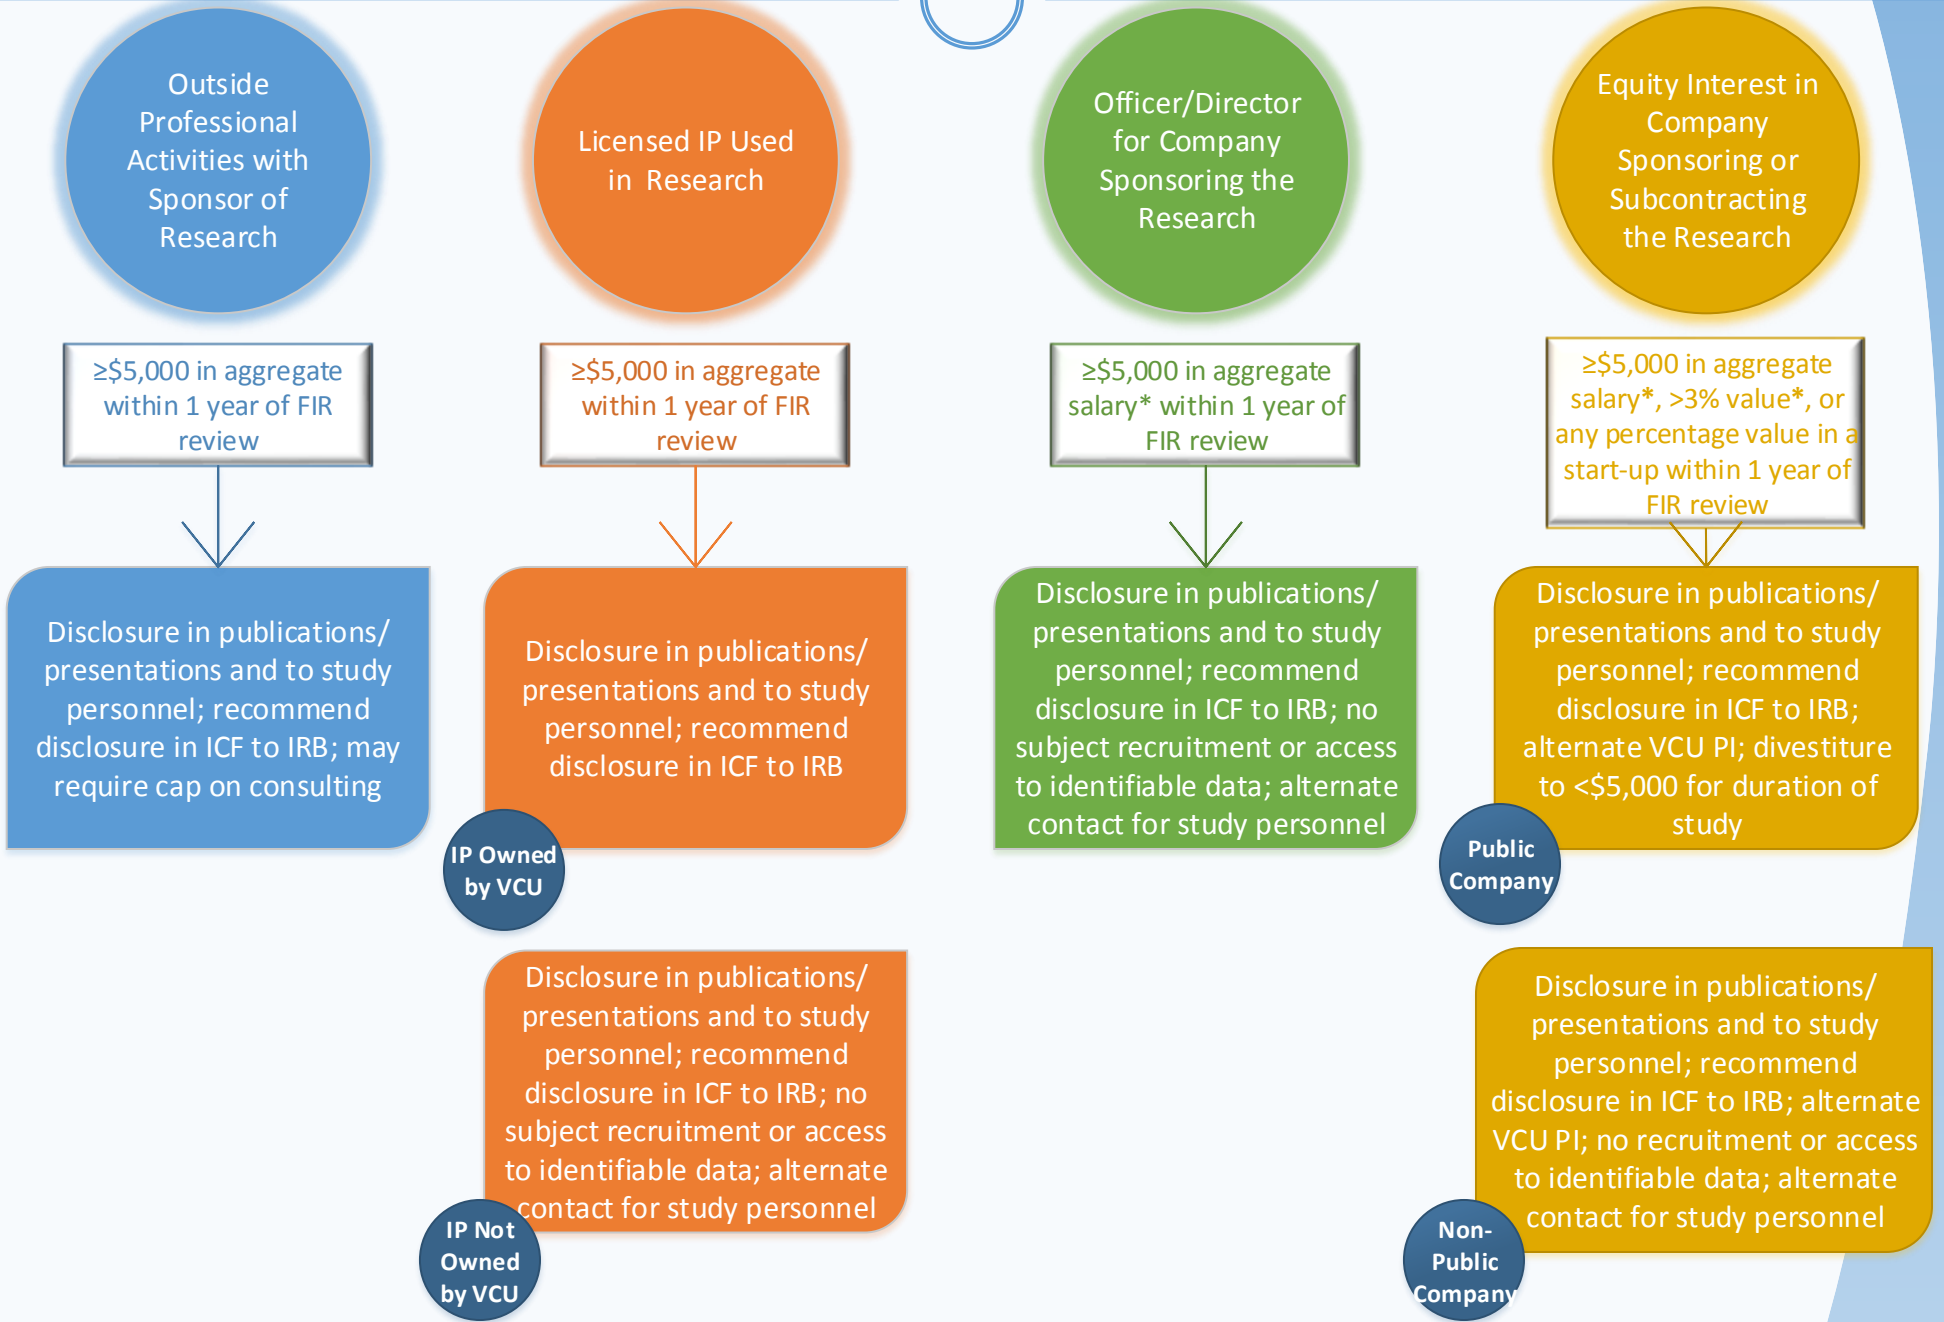 Outside
Professional
Activities with
Sponsor of
Research
≥$5,000 in aggregate
within 1 year of FIR
review
Disclosure in publications/
presentations and to study
personnel; recommend
disclosure in ICF to IRB; may
require cap on consulting
Licensed IP Used
in Research
≥$5,000 in aggregate
within 1 year of FIR
review
Disclosure in publications/
presentations and to study
personnel; recommend
disclosure in ICF to IRB
IP Owned
by VCU
Disclosure in publications/
presentations and to study
personnel; recommend
disclosure in ICF to IRB; no
subject recruitment or access
to identifiable data; alternate
contact for study personnel
IP Not
Owned
by VCU
Officer/Director
for Company
Sponsoring the
Research
≥$5,000 in aggregate
salary* within 1 year of
FIR review
Disclosure in publications/
presentations and to study
personnel; recommend
disclosure in ICF to IRB; no
subject recruitment or access
to identifiable data; alternate
contact for study personnel
Equity Interest in
Company
Sponsoring or
Subcontracting
the Research
≥$5,000 in aggregate
salary*, >3% value*, or
any percentage value in a
start-up within 1 year of
FIR review
Disclosure in publications/
presentations and to study
personnel; recommend
disclosure in ICF to IRB;
alternate VCU PI; divestiture
to <$5,000 for duration of
study
Public
Company
Disclosure in publications/
presentations and to study
personnel; recommend
disclosure in ICF to IRB; alternate
VCU PI; no recruitment or access
to identifiable data; alternate
contact for study personnel
Non-
Public
Company